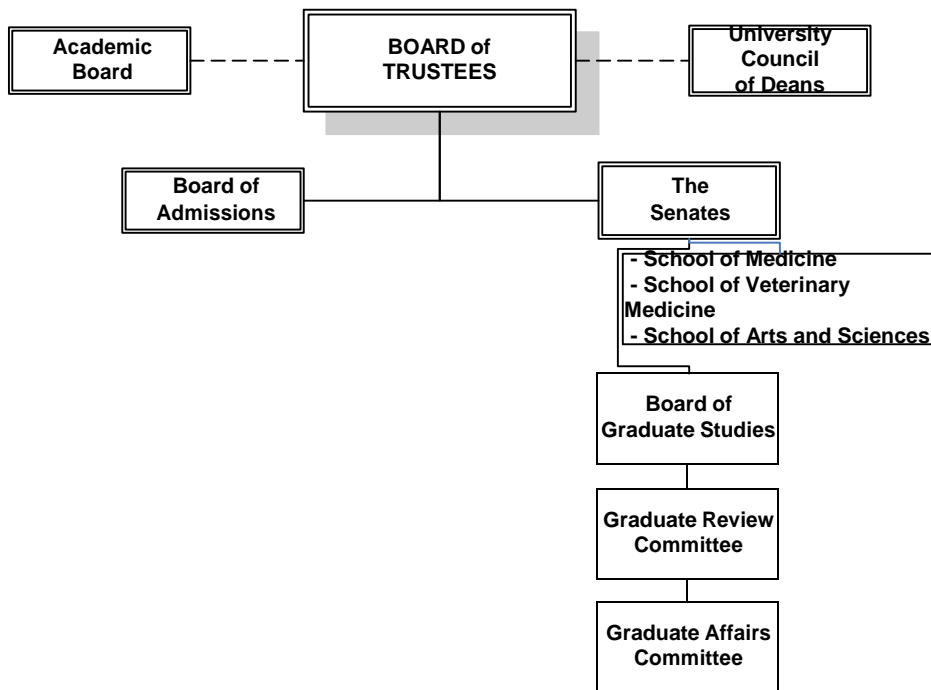 Academic
Board
BOARD of
TRUSTEES
University
Council
of Deans
Board of
Admissions
The
Senates
- School of Medicine
- School of Veterinary
Medicine
- School of Arts and Sciences
Board of
Graduate Studies
Graduate Review
Committee
Graduate Affairs
Committee